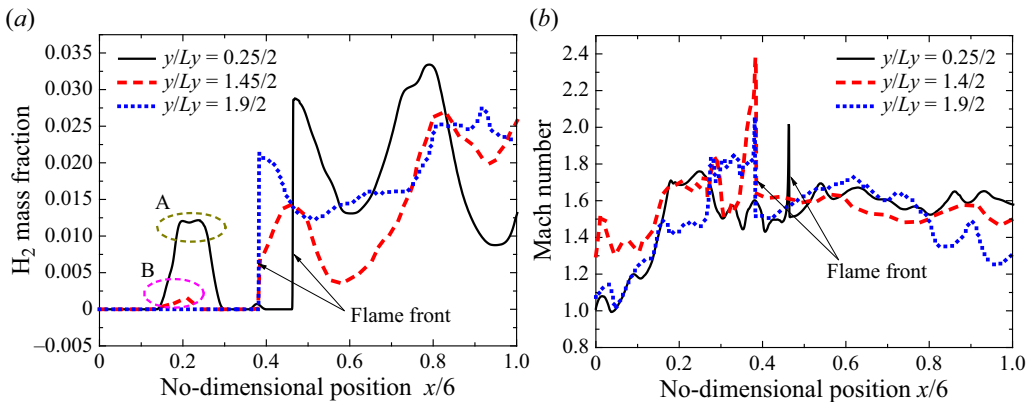 (a)
H2 mass fraction
0.035
0.030
0.025
0.020
0.015
0.010
0.005
0
–0.005
y/Ly = 0.25/2
y/Ly = 1.45/2
y/Ly = 1.9/2
A
B
Flame front
0
0.2
0.4
0.6
0.8
1.0
No-dimensional position x/6
(b)
Mach number
2.4
2.2
2.0
1.8
1.6
1.4
1.2
1.0
0.8
y/Ly = 0.25/2
y/Ly = 1.4/2
y/Ly = 1.9/2
Flame front
0
0.2
0.4
0.6
0.8
1.0
No-dimensional position x/6